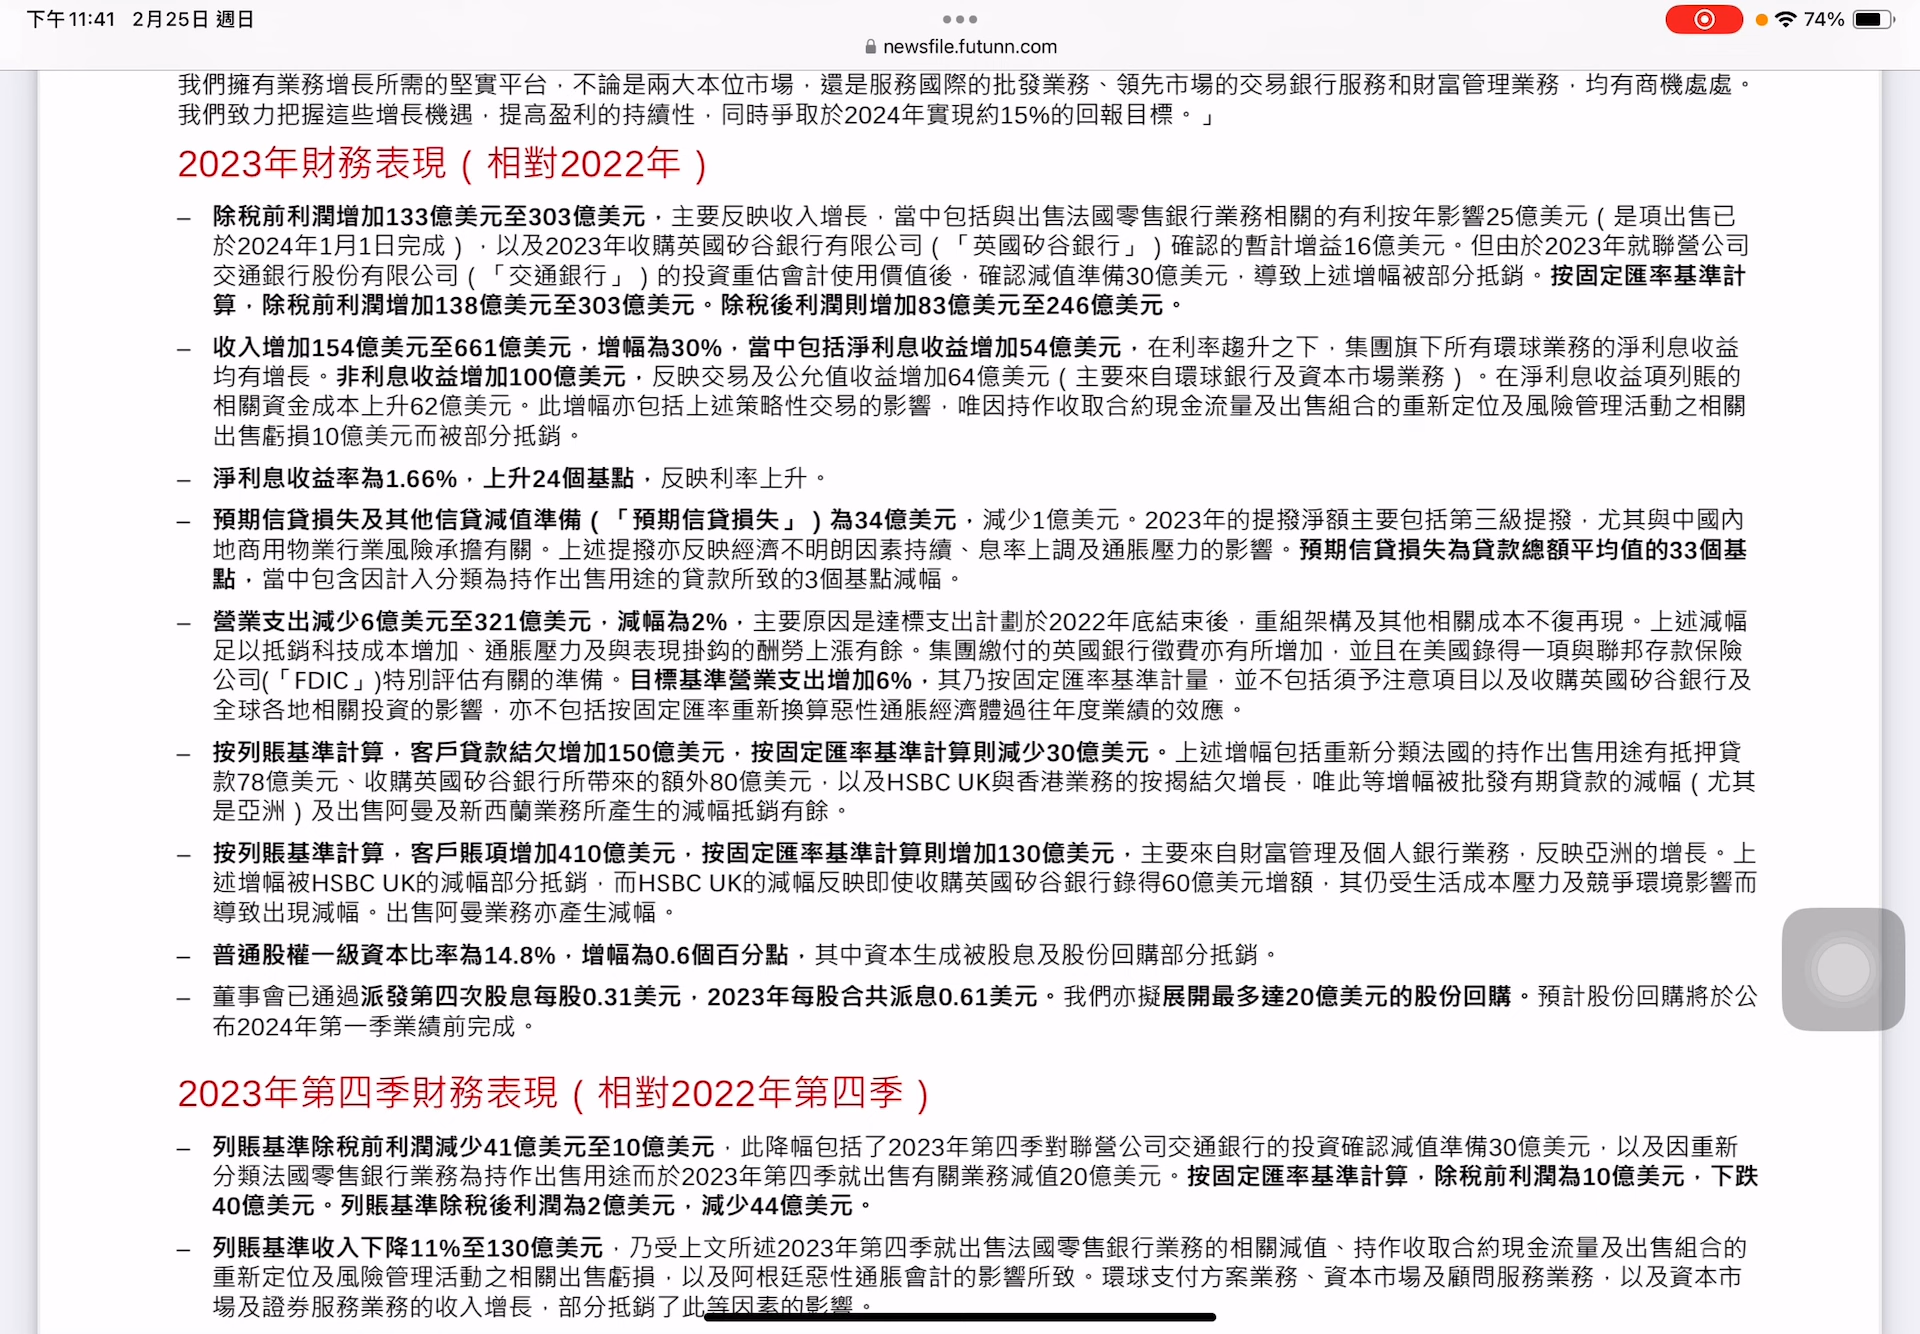 下午11:41 2月25日 週日
74%
newsfile.futunn.com
我們擁有業務增長所需的堅實平台，不論是兩大本位市場，還是服務國際的批發業務、領先市場的交易銀行服務和財富管理業務，均有商機處處。
我們致力把握這些增長機遇，提高盈利的持續性，同時爭取於2024年實現約15%的回報目標。」
2023年財務表現（相對2022年）
– 除稅前利潤增加133億美元至303億美元，主要反映收入增長，當中包括與出售法國零售銀行業務相關的有利按年影響25億美元（是項出售已
於2024年1月1日完成），以及2023年收購英國矽谷銀行有限公司（「英國矽谷銀行」）確認的暫計增益16億美元。但由於2023年就聯營公司
交通銀行股份有限公司（「交通銀行」）的投資重估會計使用價值後，確認減值準備30億美元，導致上述增幅被部分抵銷。按固定匯率基準計
算，除稅前利潤增加138億美元至303億美元。除稅後利潤則增加83億美元至246億美元。
– 收入增加154億美元至661億美元，增幅為30%，當中包括淨利息收益增加54億美元，在利率趨升之下，集團旗下所有環球業務的淨利息收益
均有增長。非利息收益增加100億美元，反映交易及公允值收益增加64億美元（主要來自環球銀行及資本市場業務）。在淨利息收益項列賬的
相關資金成本上升62億美元。此增幅亦包括上述策略性交易的影響，唯因持作收取合約現金流量及出售組合的重新定位及風險管理活動之相關
出售虧損10億美元而被部分抵銷。
– 淨利息收益率為1.66%，上升24個基點，反映利率上升。
– 預期信貸損失及其他信貸減值準備（「預期信貸損失」）為34億美元，減少1億美元。2023年的提撥淨額主要包括第三級提撥，尤其與中國內
地商用物業行業風險承擔有關。上述提撥亦反映經濟不明朗因素持續、息率上調及通脹壓力的影響。預期信貸損失為貸款總額平均值的33個基
點，當中包含因計入分類為持作出售用途的貸款所致的3個基點減幅。
– 營業支出減少6億美元至321億美元，減幅為2%，主要原因是達標支出計劃於2022年底結束後，重組架構及其他相關成本不復再現。上述減幅
足以抵銷科技成本增加、通脹壓力及與表現掛鈎的酬勞上漲有餘。集團繳付的英國銀行徵費亦有所增加，並且在美國錄得一項與聯邦存款保險
公司(「FDIC」)特別評估有關的準備。目標基準營業支出增加6%，其乃按固定匯率基準計量，並不包括須予注意項目以及收購英國矽谷銀行及
全球各地相關投資的影響，亦不包括按固定匯率重新換算惡性通脹經濟體過往年度業績的效應。
– 按列賬基準計算，客戶貸款結欠增加150億美元，按固定匯率基準計算則減少30億美元。上述增幅包括重新分類法國的持作出售用途有抵押貸
款78億美元、收購英國矽谷銀行所帶來的額外80億美元，以及HSBC UK與香港業務的按揭結欠增長，唯此等增幅被批發有期貸款的減幅（尤其
是亞洲）及出售阿曼及新西蘭業務所產生的減幅抵銷有餘。
– 按列賬基準計算，客戶賬項增加410億美元，按固定匯率基準計算則增加130億美元，主要來自財富管理及個人銀行業務，反映亞洲的增長。上
述增幅被HSBC UK的減幅部分抵銷，而HSBC UK的減幅反映即使收購英國矽谷銀行錄得60億美元增額，其仍受生活成本壓力及競爭環境影響而
導致出現減幅。出售阿曼業務亦產生減幅。
– 普通股權一級資本比率為14.8%，增幅為0.6個百分點，其中資本生成被股息及股份回購部分抵銷。
– 董事會已通過派發第四次股息每股0.31美元，2023年每股合共派息0.61美元。我們亦擬展開最多達20億美元的股份回購。預計股份回購將於公
布2024年第一季業績前完成。
2023年第四季財務表現（相對2022年第四季）
– 列賬基準除稅前利潤減少41億美元至10億美元，此降幅包括了2023年第四季對聯營公司交通銀行的投資確認減值準備30億美元，以及因重新
分類法國零售銀行業務為持作出售用途而於2023年第四季就出售有關業務減值20億美元。按固定匯率基準計算，除稅前利潤為10億美元，下跌
40億美元。列賬基準除稅後利潤為2億美元，減少44億美元。
– 列賬基準收入下降11%至130億美元，乃受上文所述2023年第四季就出售法國零售銀行業務的相關減值、持作收取合約現金流量及出售組合的
重新定位及風險管理活動之相關出售虧損，以及阿根廷惡性通脹會計的影響所致。環球支付方案業務、資本市場及顧問服務業務，以及資本市
場及證券服務業務的收入增長，部分抵銷了此等因素的影響。